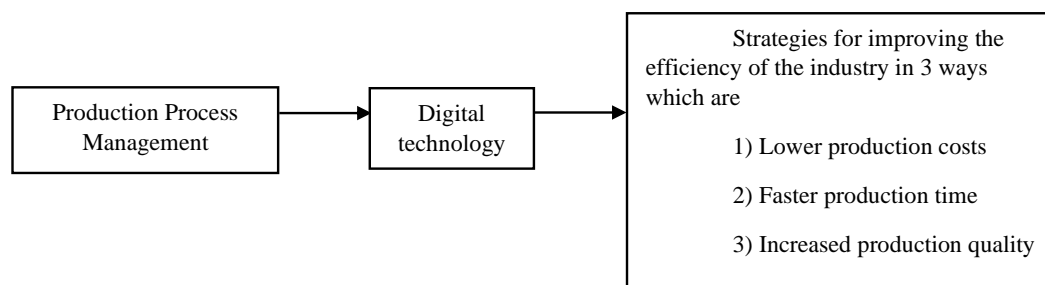 Production Process
Management
Digital
technology
Strategies for improving the
efficiency of the industry in 3 ways
which are
1) Lower production costs
2) Faster production time
3) Increased production quality